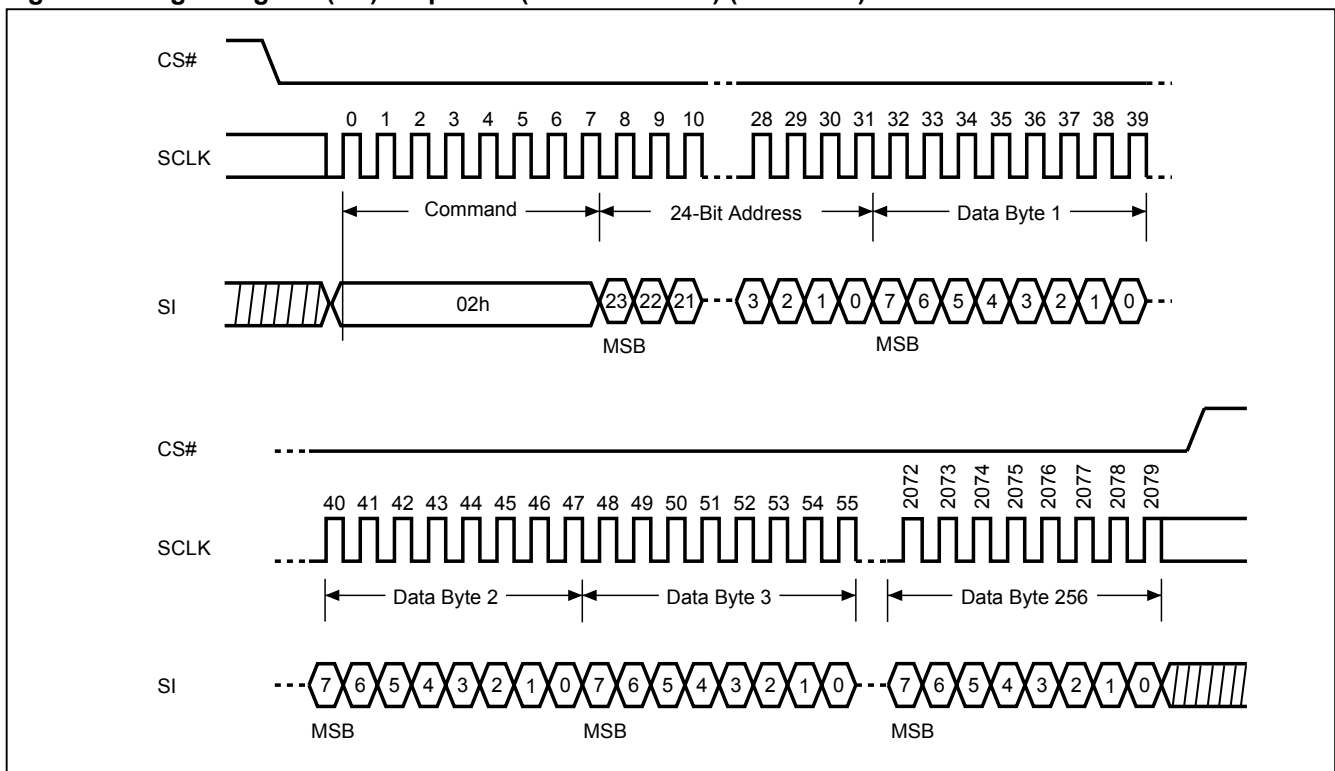 CS#
0 1 2 3 4 5 6 7 8 9 10 28 29 30 31 32 33 34 35 36 37 38 39
SCLK
Command 24-Bit Address Data Byte 1
SI 02h 23 22 21 3 2 1 0 7 6 5 4 3 2 1 0
MSB MSB
CS#
40 41 42 43 44 45 46 47 48 49 50 51 52 53 54 55 2072 2073 2074 2075 2076 2077 2078 2079
SCLK
Data Byte 2 Data Byte 3 Data Byte 256
SI 7 6 5 4 3 2 1 0 7 6 5 4 3 2 1 0 7 6 5 4 3 2 1 0
MSB MSB MSB